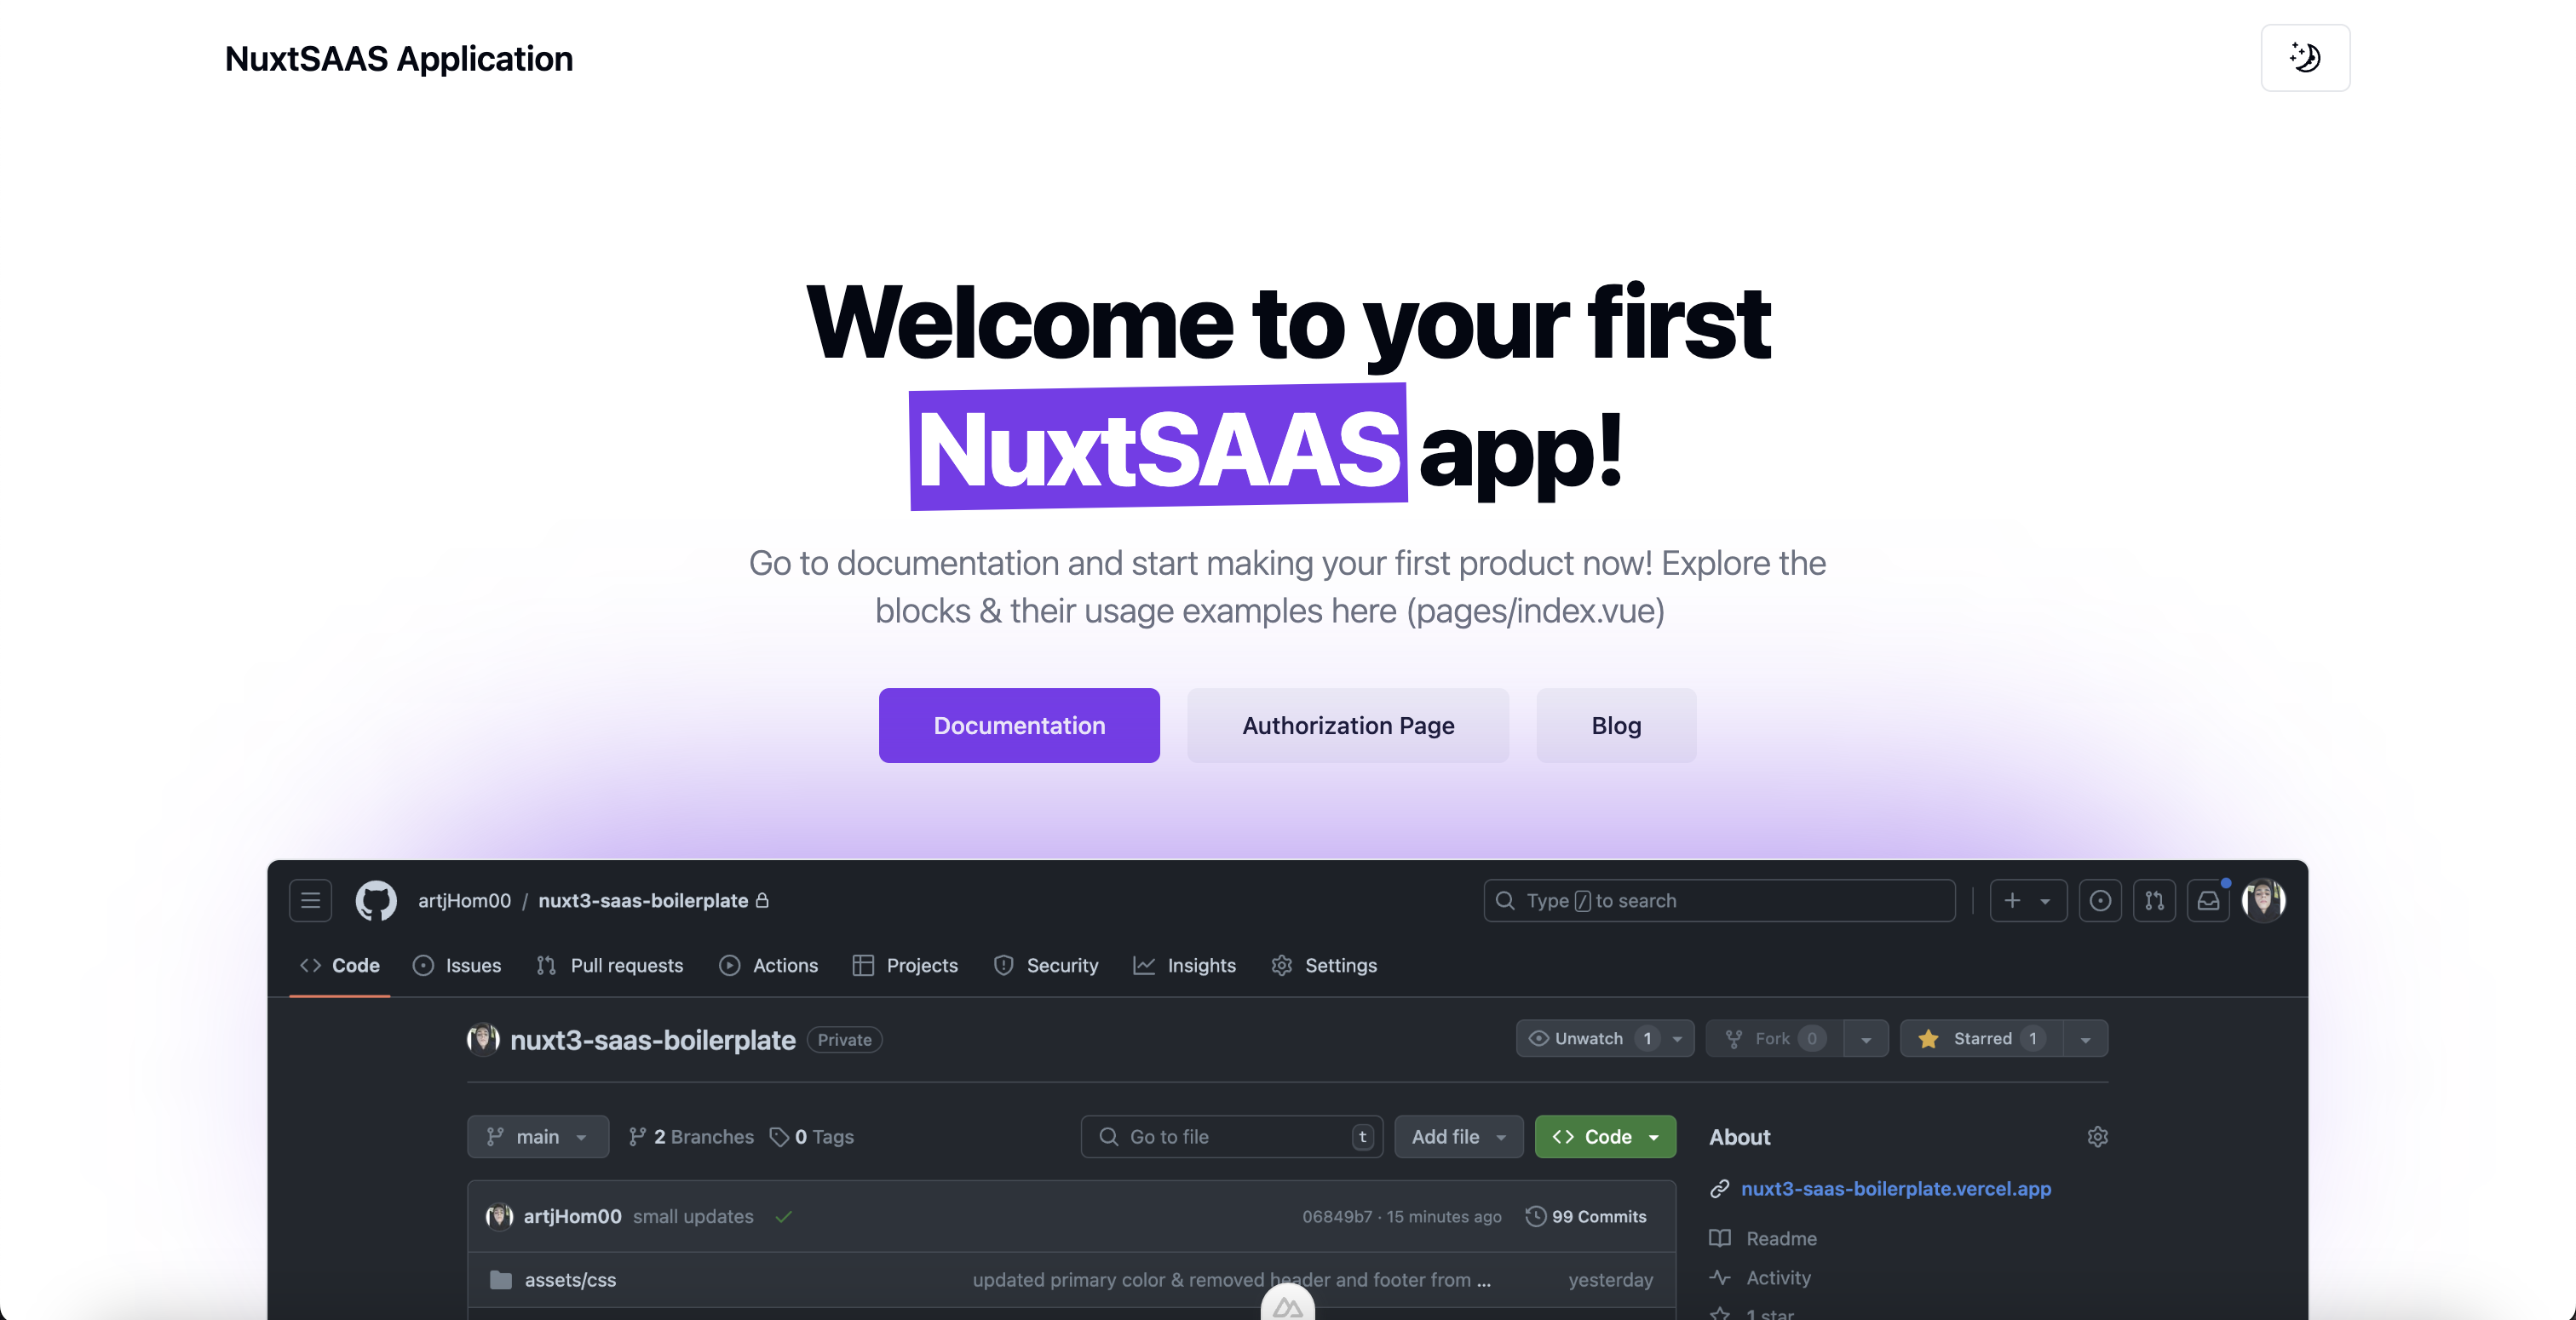 NuxtSAAS Application
Welcome to your first
NuxtSAAS app!
Go to documentation and start making your first product now! Explore the
blocks & their usage examples here (pages/index.vue)
Documentation Authorization Page Blog
artjHom00 / nuxt3-saas-boilerplate Type / to search
Code Issues Pull requests Actions Projects Security Insights Settings
nuxt3-saas-boilerplate Private Unwatch 1 Fork 0 Starred 1
main 2 Branches 0 Tags Go to file t Add file Code About
nuxt3-saas-boilerplate.vercel.app
artjHom00 small updates 06849b7 · 15 minutes ago 99 Commits
Readme
assets/css updated primary color & removed header and footer from ... yesterday
Activity
1 star